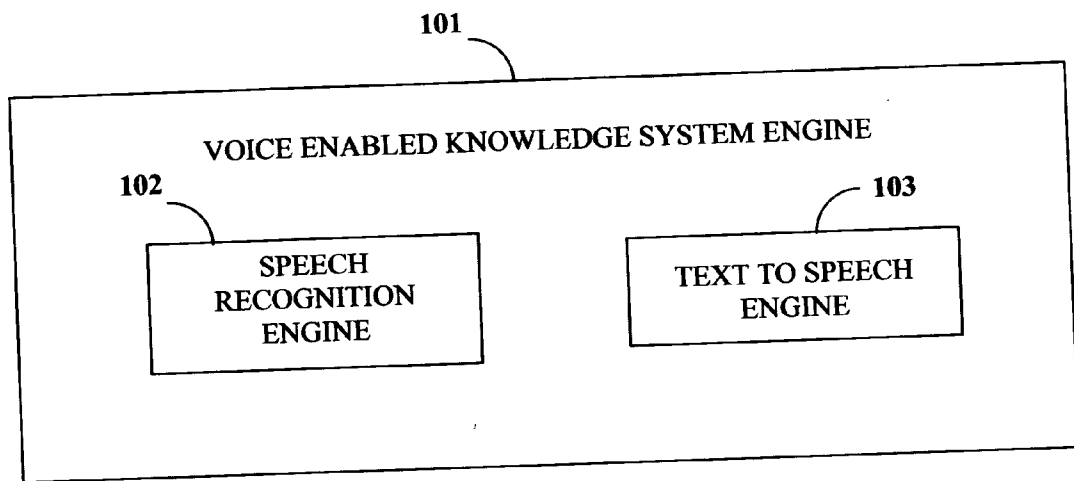 101
VOICE ENABLED KNOWLEDGE SYSTEM ENGINE
102
103
SPEECH
RECOGNITION
ENGINE
TEXT TO SPEECH
ENGINE